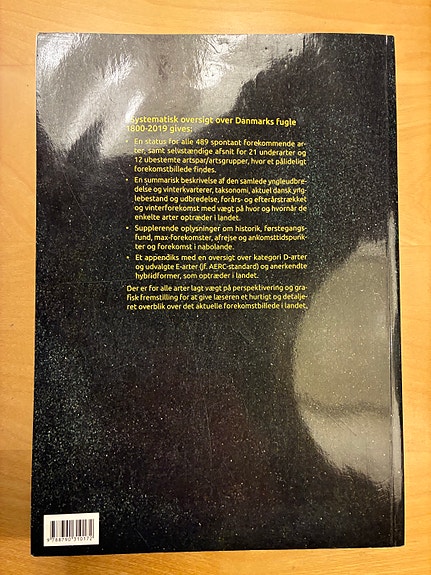 Systematisk oversigt over Danmarks fugle
1800-2019 gives:
• En status for alle 489 spontant forekommende ar-
ter, samt selvstændige afsnit for 21 underarter og
12 ubestemte artspar/artsgrupper, hvor et pålideligt
forekomstbillede findes.
• En summarisk beskrivelse af den samlede yngleudbre-
delse og vinterkvarterer, taksonomi, aktuel dansk yng-
lebestand og udbredelse, forårs- og efterårstrækket
og vinterforekomst med vægt på hvor og hvornår de
enkelte arter optræder i landet.
• Supplerende oplysninger om historik, førstegangs-
fund, max-forekomster, afrejse og ankomsttidspunk-
ter og forekomst i nabolande.
• Et appendiks med en oversigt over kategori D-arter
og udvalgte E-arter (jf. AERC-standard) og anerkendte
hybridformer, som optræder i landet.
Der er for alle arter lagt vægt på perspektivering og gra-
fisk fremstilling for at give læseren et hurtigt og detalje-
ret overblik over det aktuelle forekomstbillede i landet.
9 788790 310172